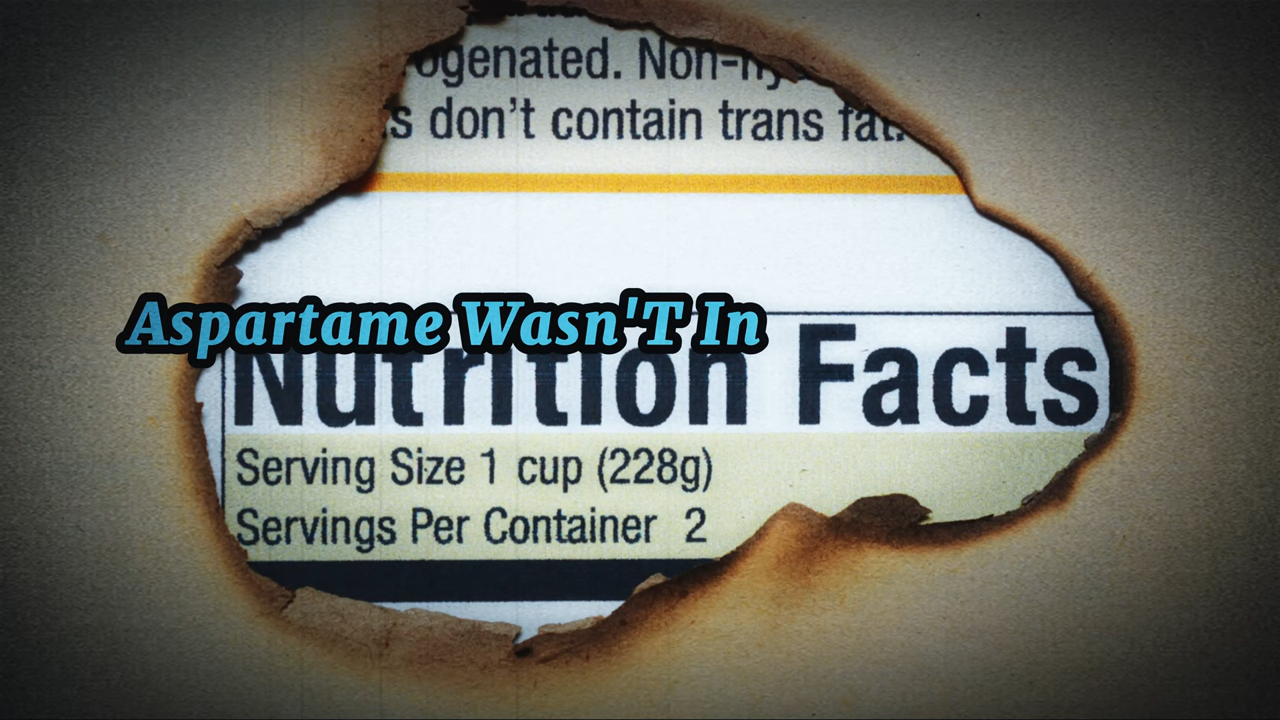 ogenated. Non-hy
s don't contain trans fat.
Aspartame Wasn'T In
Nutrition Facts
Serving Size 1 cup (228g)
Servings Per Container 2